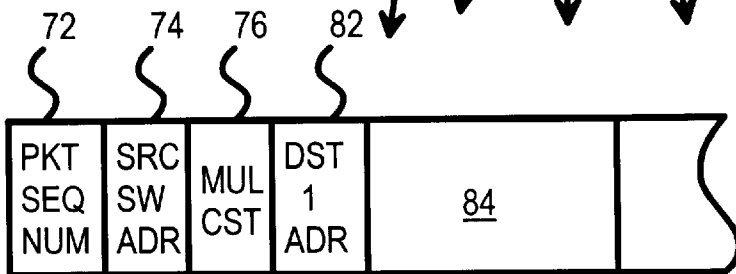 72 74 76 82
PKT
SEQ
NUM
SRC
SW
ADR
MUL
CST
DST
1
ADR
84